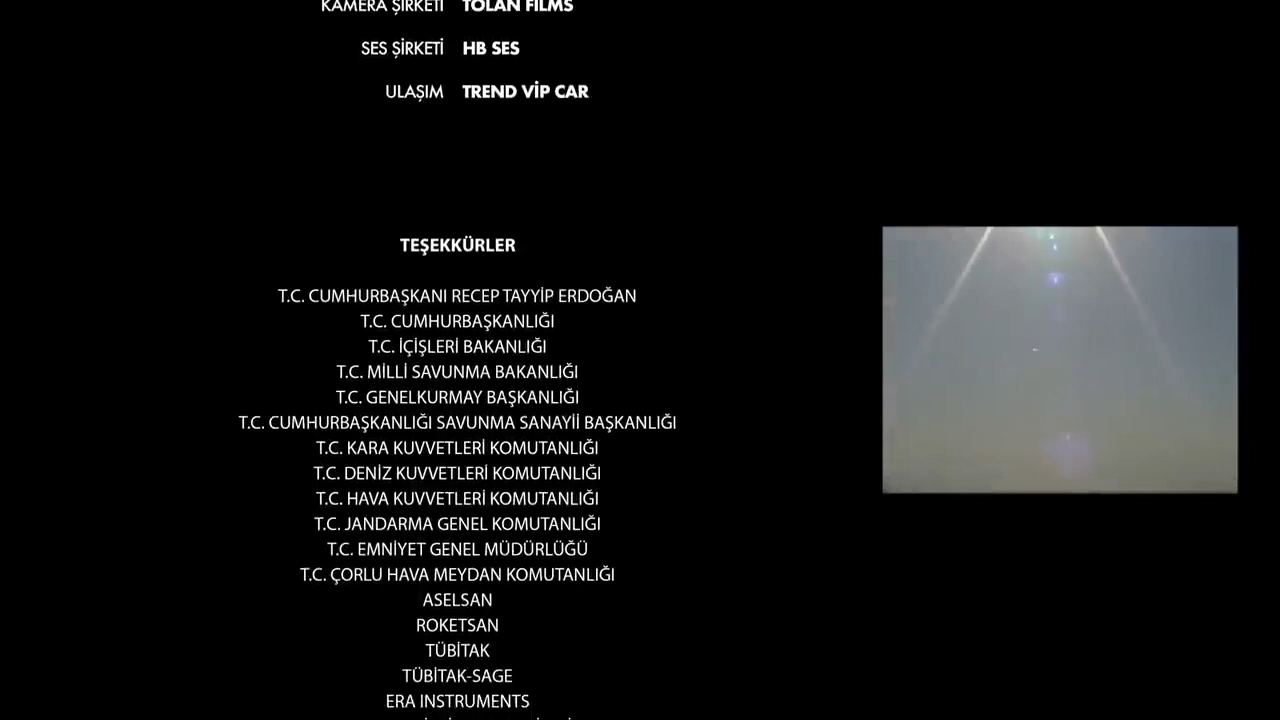 KAMERA ŞİRKETİ TOLAN FILMS
SES ŞİRKETİ HB SES
ULAŞIM TREND VİP CAR
TEŞEKKÜRLER
T.C. CUMHURBAŞKANI RECEP TAYYİP ERDOĞAN
T.C. CUMHURBAŞKANLIĞI
T.C. İÇİŞLERİ BAKANLIĞI
T.C. MİLLİ SAVUNMA BAKANLIĞI
T.C. GENELKURMAY BAŞKANLIĞI
T.C. CUMHURBAŞKANLIĞI SAVUNMA SANAYİİ BAŞKANLIĞI
T.C. KARA KUVVETLERİ KOMUTANLIĞI
T.C. DENİZ KUVVETLERİ KOMUTANLIĞI
T.C. HAVA KUVVETLERİ KOMUTANLIĞI
T.C. JANDARMA GENEL KOMUTANLIĞI
T.C. EMNİYET GENEL MÜDÜRLÜĞÜ
T.C. ÇORLU HAVA MEYDAN KOMUTANLIĞI
ASELSAN
ROKETSAN
TÜBİTAK
TÜBİTAK-SAGE
ERA INSTRUMENTS